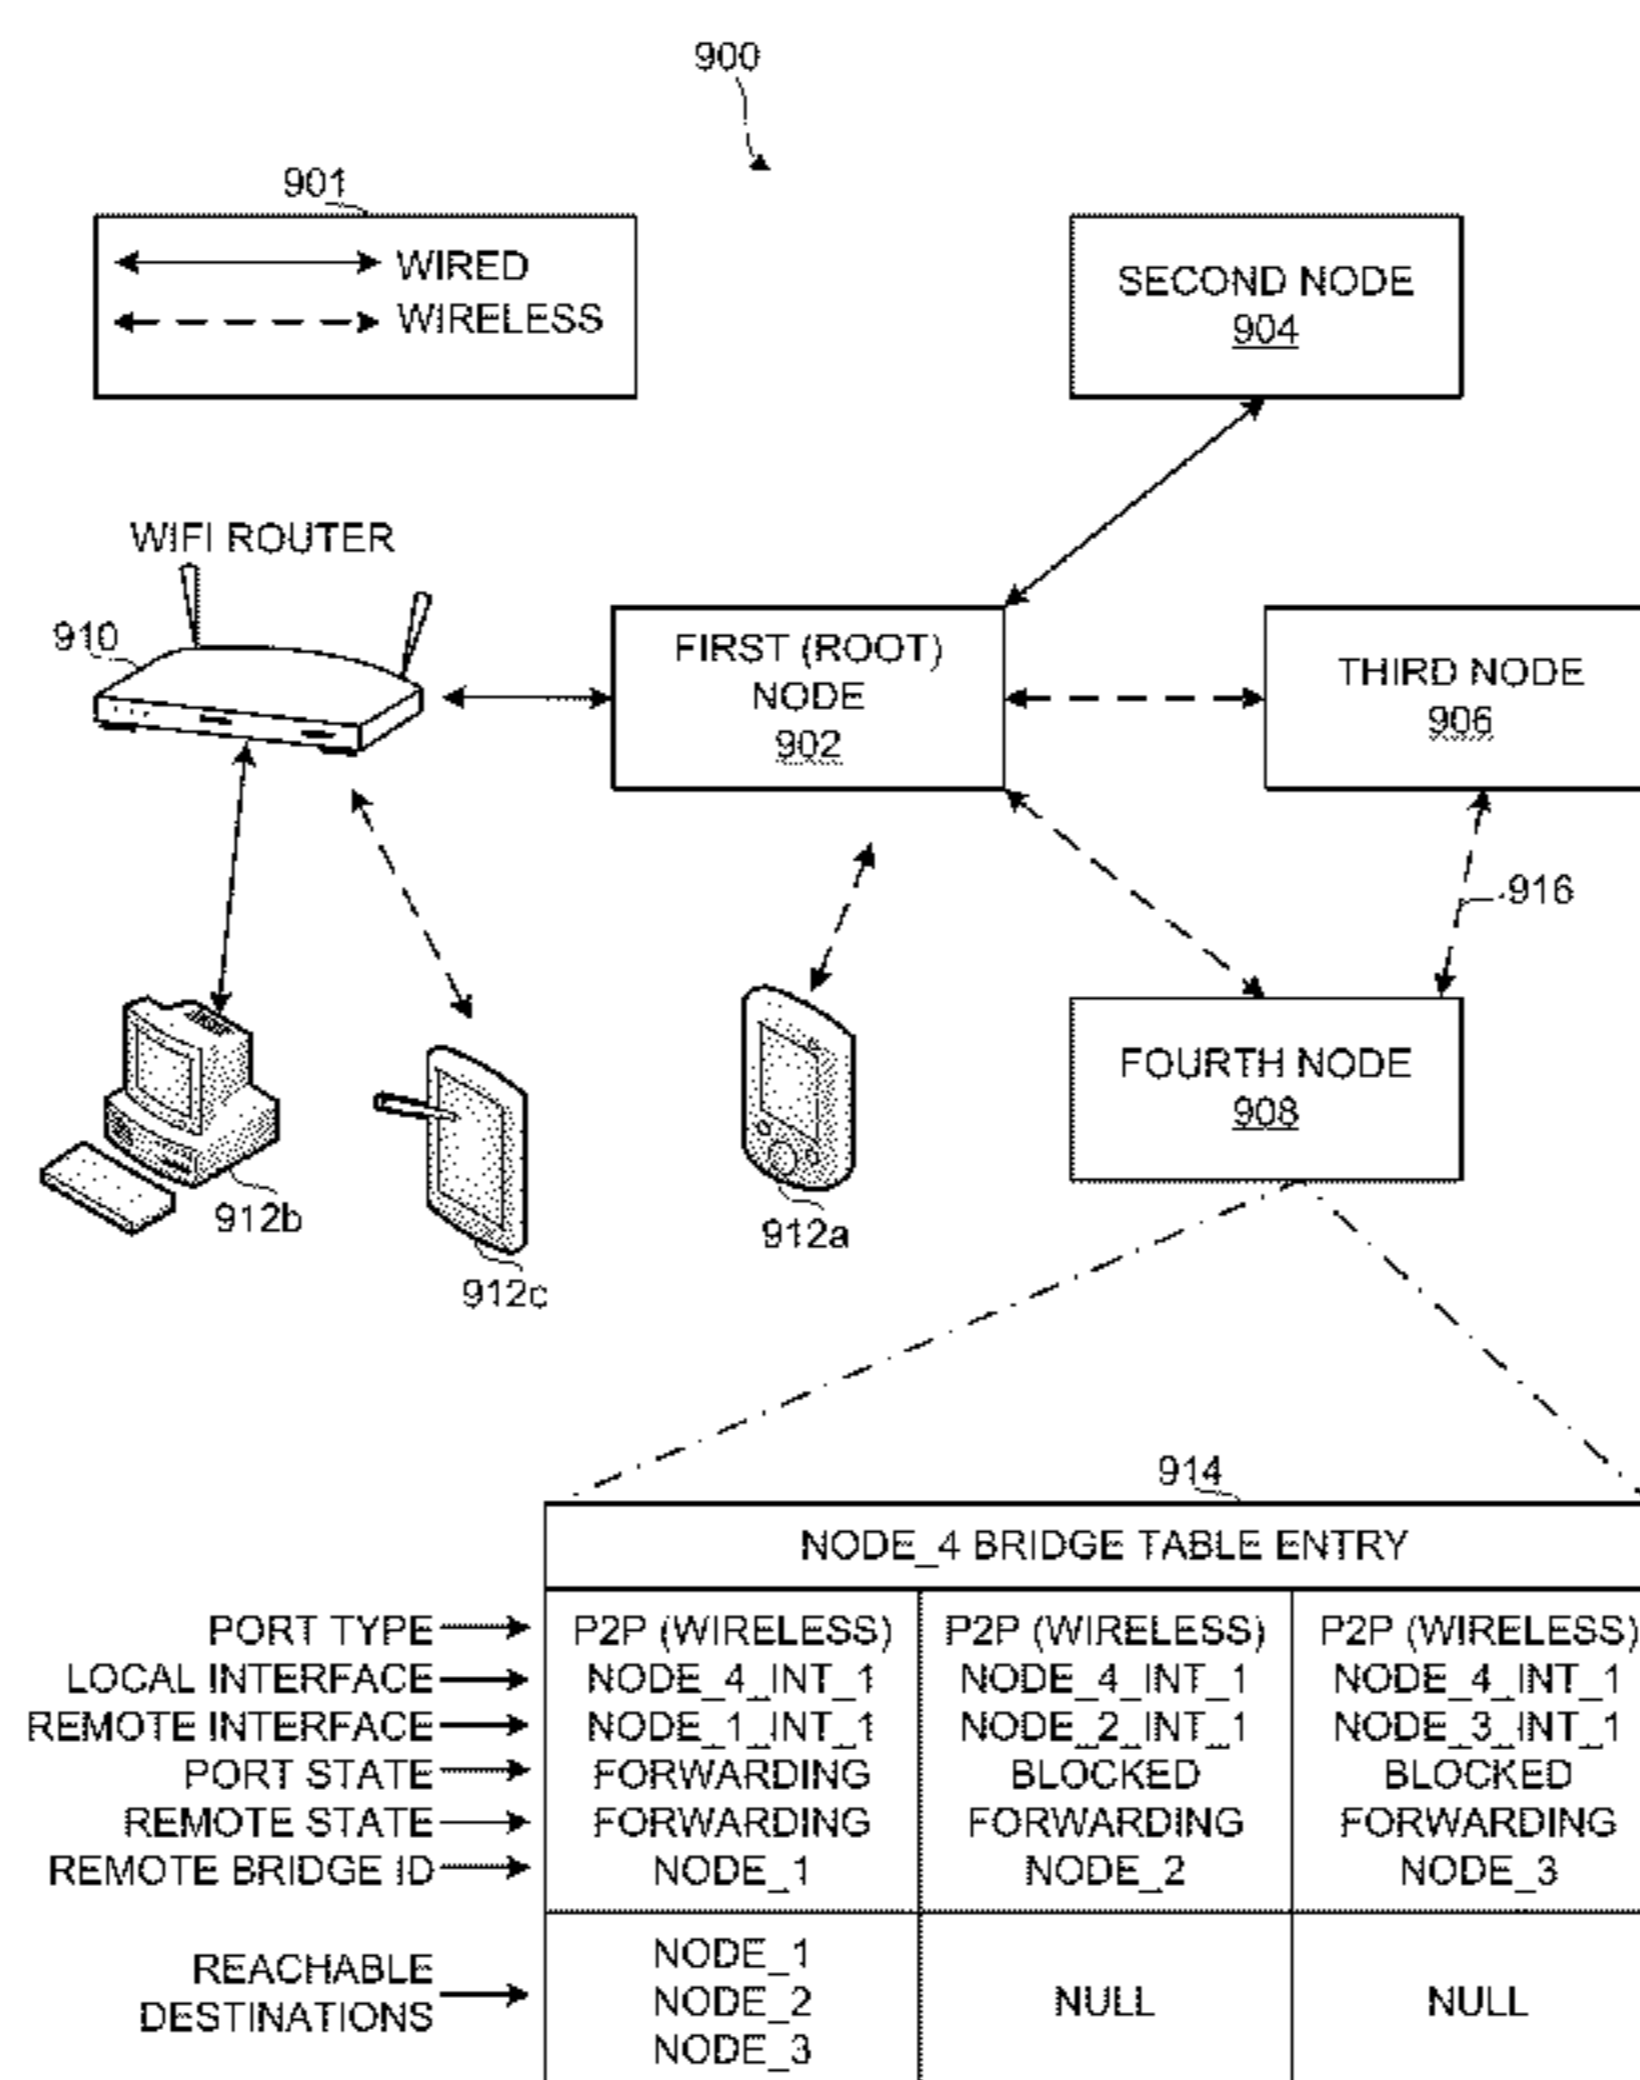 900
901
WIRED
WIRELESS
SECOND NODE
904
WIFI ROUTER
910
FIRST (ROOT)
NODE
902
THIRD NODE
906
916
FOURTH NODE
908
912b
912c
912a
914
NODE_4 BRIDGE TABLE ENTRY
PORT TYPE P2P (WIRELESS) P2P (WIRELESS) P2P (WIRELESS)
LOCAL INTERFACE NODE_4_INT_1 NODE_4_INT_1 NODE_4_INT_1
REMOTE INTERFACE NODE_1_INT_1 NODE_2_INT_1 NODE_3_INT_1
PORT STATE FORWARDING BLOCKED BLOCKED
REMOTE STATE FORWARDING FORWARDING FORWARDING
REMOTE BRIDGE ID NODE_1 NODE_2 NODE_3
REACHABLE
DESTINATIONS
NODE_1
NODE_2
NODE_3
NULL
NULL